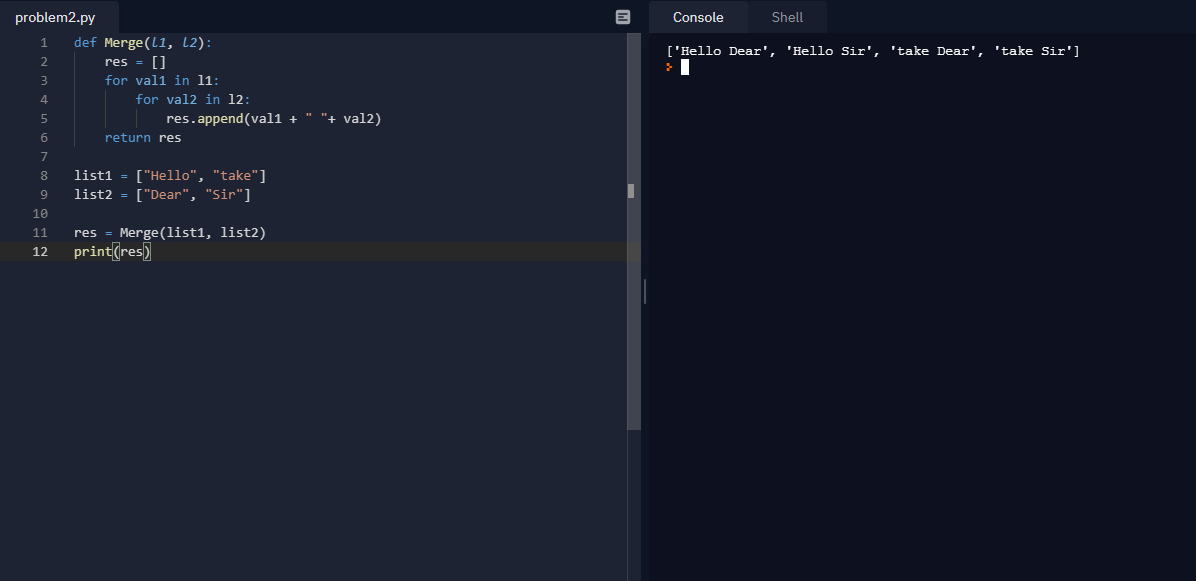 problem2.py
1 def Merge(l1, l2):
2     res = []
3     for val1 in l1:
4         for val2 in l2:
5             res.append(val1 + " "+ val2)
6     return res
7
8 list1 = ["Hello", "take"]
9 list2 = ["Dear", "Sir"]
10
11 res = Merge(list1, list2)
12 print(res)
Console Shell
['Hello Dear', 'Hello Sir', 'take Dear', 'take Sir']